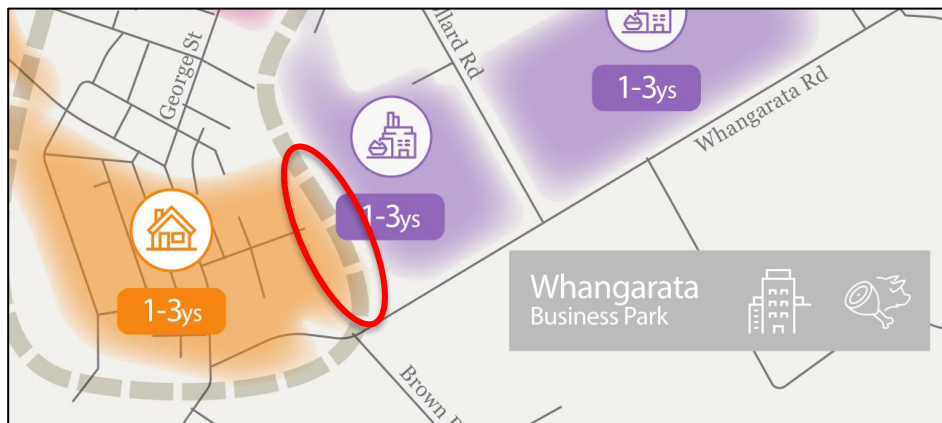 George St
llard Rd
1-3ys
Whangarata Rd
1-3ys
1-3ys
Whangarata
Business Park
Brown